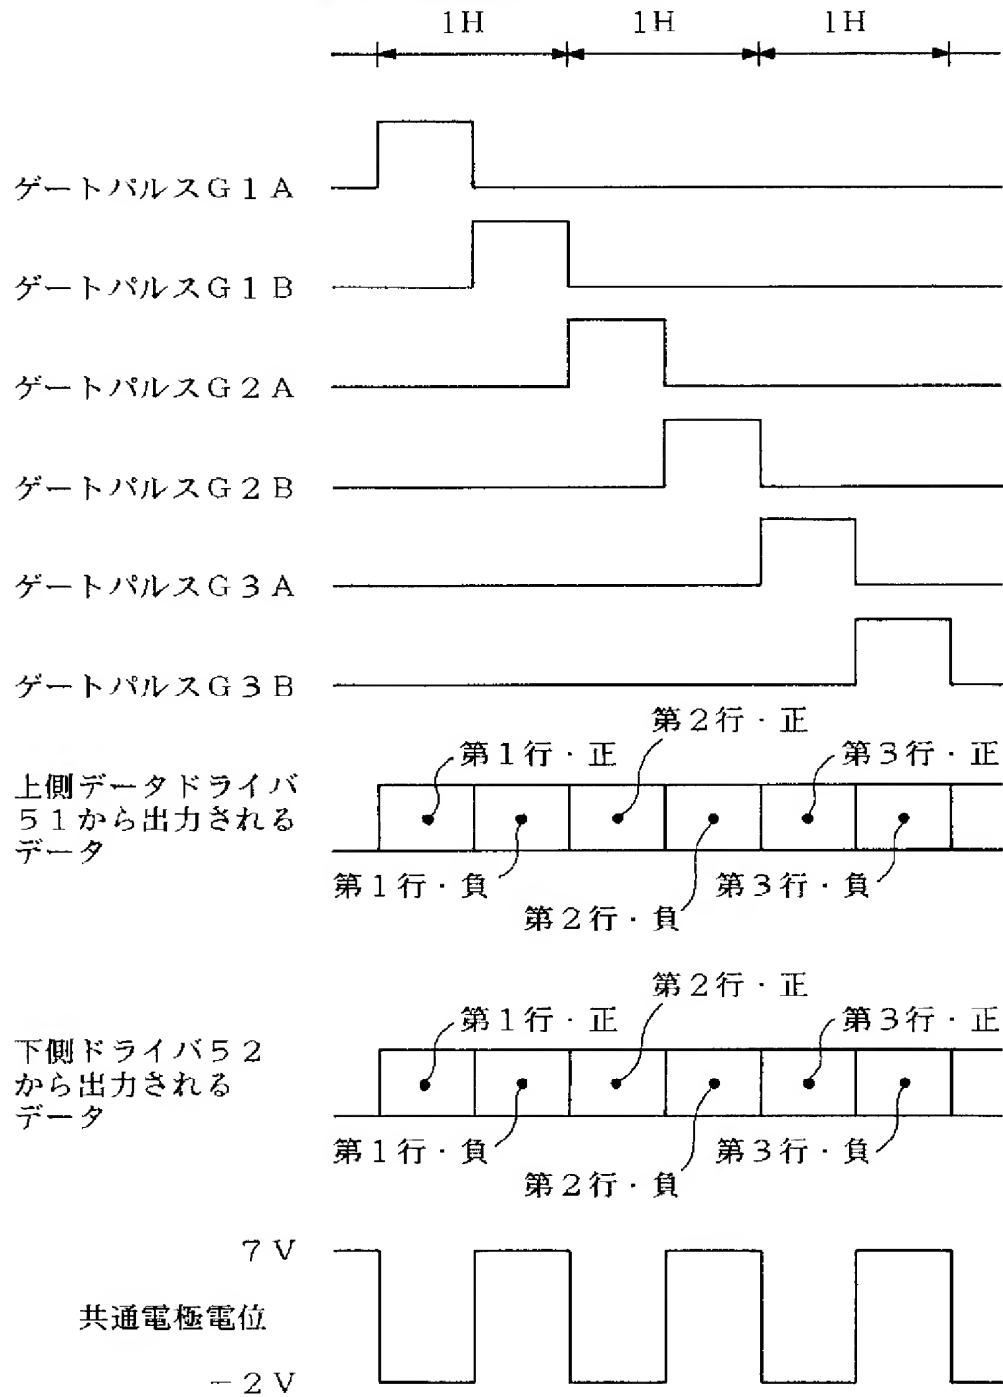 1H 1H 1H
ゲートパルスG1A
ゲートパルスG1B
ゲートパルスG2A
ゲートパルスG2B
ゲートパルスG3A
ゲートパルスG3B
第2行・正
第1行・正 第3行・正
上側データドライバ
51から出力される
データ
第1行・負 第3行・負
第2行・負
第2行・正
第1行・正 第3行・正
下側ドライバ52
から出力される
データ
第1行・負 第3行・負
第2行・負
7V
共通電極電位
−2V